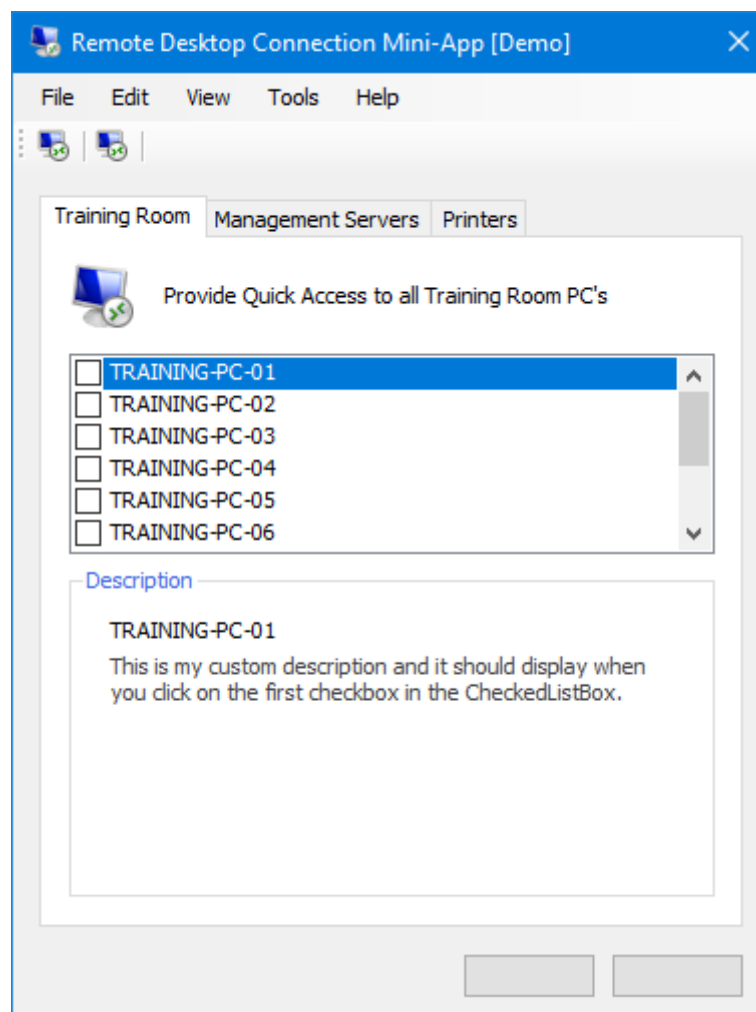 Remote Desktop Connection Mini-App [Demo]
File Edit View Tools Help
Training Room Management Servers Printers
Provide Quick Access to all Training Room PC's
TRAINING-PC-01
TRAINING-PC-02
TRAINING-PC-03
TRAINING-PC-04
TRAINING-PC-05
TRAINING-PC-06
Description
TRAINING-PC-01
This is my custom description and it should display when
you click on the first checkbox in the CheckedListBox.